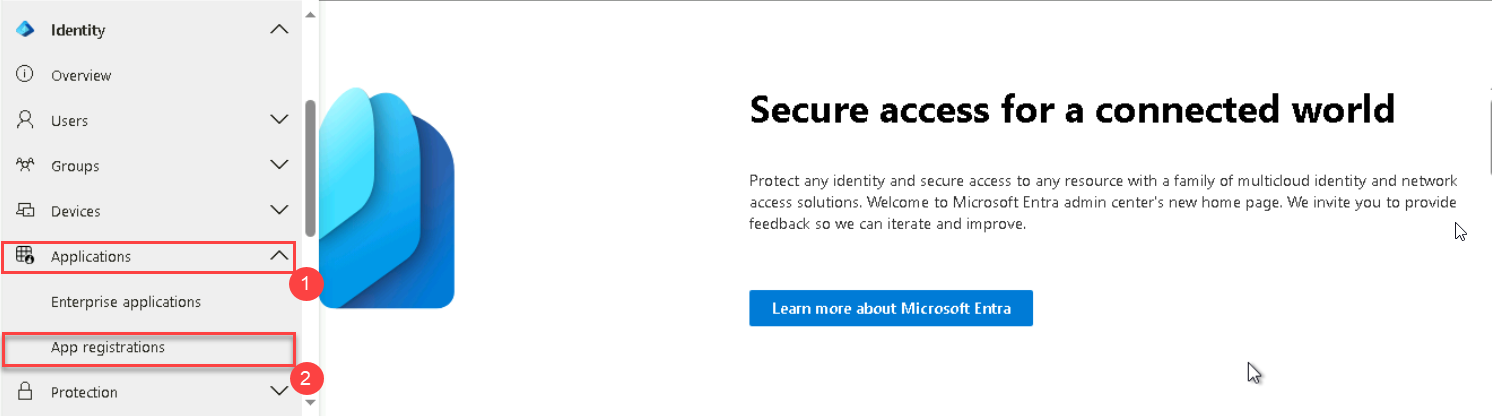 Identity
Overview
Users
Groups
Devices
Applications
1
Enterprise applications
App registrations
2
Protection
Secure access for a connected world
Protect any identity and secure access to any resource with a family of multicloud identity and network
access solutions. Welcome to Microsoft Entra admin center's new home page. We invite you to provide
feedback so we can iterate and improve.
Learn more about Microsoft Entra